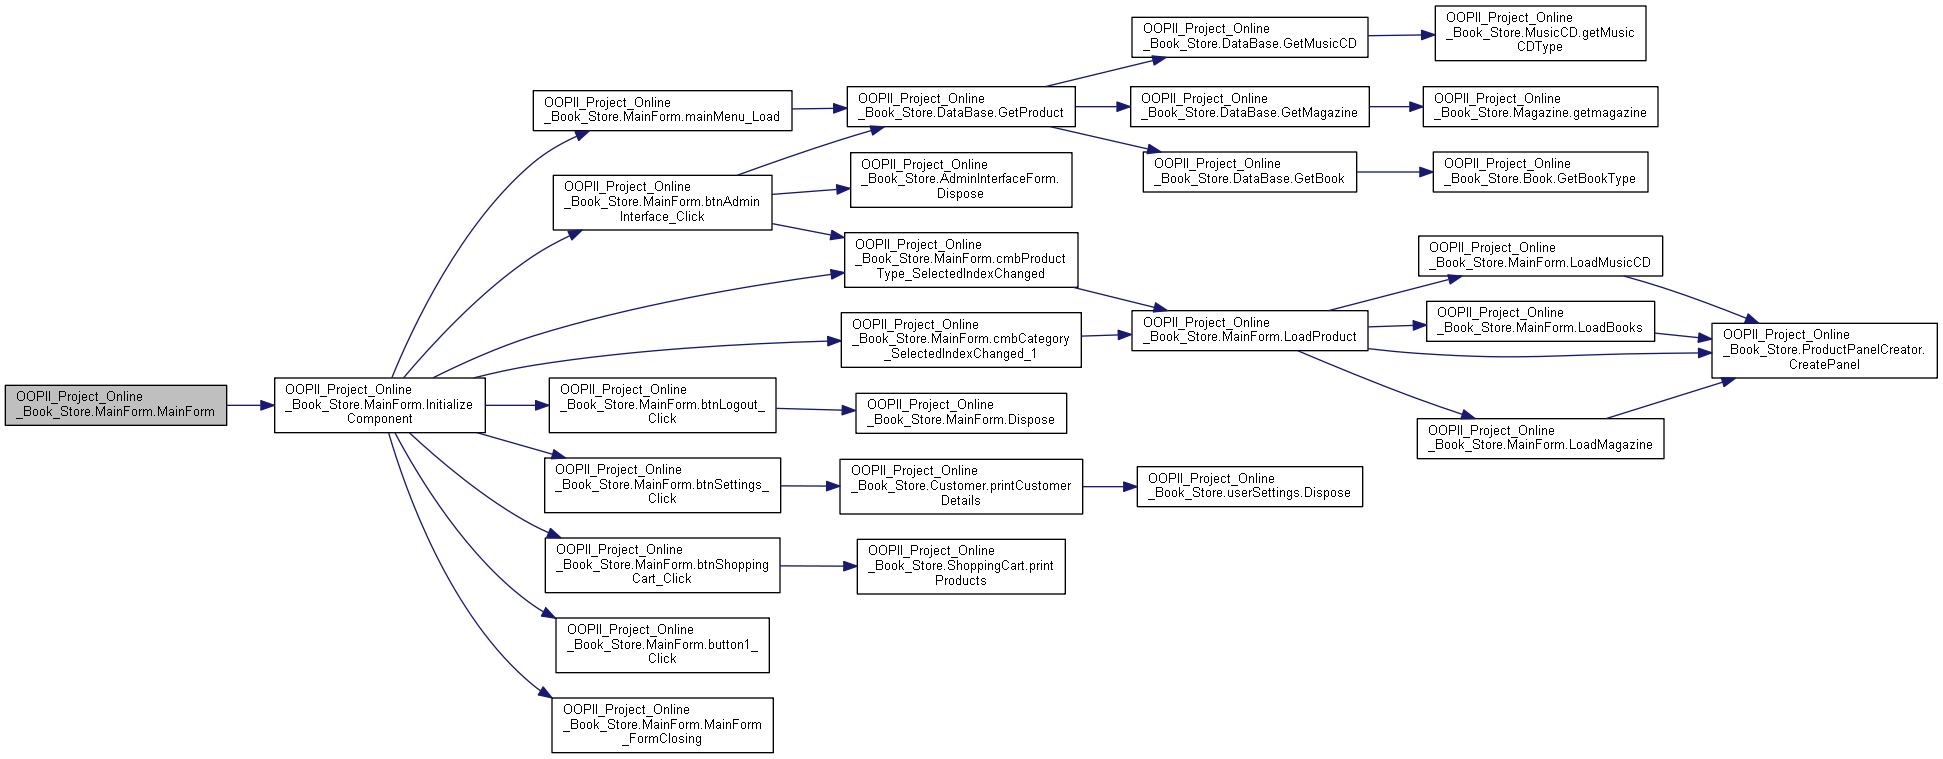 OOPII_Project_Online
_Book_Store.MainForm.MainForm
OOPII_Project_Online
_Book_Store.MainForm.Initialize
Component
OOPII_Project_Online
_Book_Store.MainForm.mainMenu_Load
OOPII_Project_Online
_Book_Store.MainForm.btnAdmin
Interface_Click
OOPII_Project_Online
_Book_Store.DataBase.GetProduct
OOPII_Project_Online
_Book_Store.AdminInterfaceForm.
Dispose
OOPII_Project_Online
_Book_Store.MainForm.cmbProduct
Type_SelectedIndexChanged
OOPII_Project_Online
_Book_Store.MainForm.cmbCategory
_SelectedIndexChanged_1
OOPII_Project_Online
_Book_Store.MainForm.btnLogout_
Click
OOPII_Project_Online
_Book_Store.MainForm.Dispose
OOPII_Project_Online
_Book_Store.MainForm.btnSettings_
Click
OOPII_Project_Online
_Book_Store.Customer.printCustomer
Details
OOPII_Project_Online
_Book_Store.userSettings.Dispose
OOPII_Project_Online
_Book_Store.MainForm.btnShopping
Cart_Click
OOPII_Project_Online
_Book_Store.ShoppingCart.print
Products
OOPII_Project_Online
_Book_Store.MainForm.button1_
Click
OOPII_Project_Online
_Book_Store.MainForm.MainForm
_FormClosing
OOPII_Project_Online
_Book_Store.DataBase.GetMusicCD
OOPII_Project_Online
_Book_Store.MusicCD.getMusic
CDType
OOPII_Project_Online
_Book_Store.DataBase.GetMagazine
OOPII_Project_Online
_Book_Store.Magazine.getmagazine
OOPII_Project_Online
_Book_Store.DataBase.GetBook
OOPII_Project_Online
_Book_Store.Book.GetBookType
OOPII_Project_Online
_Book_Store.MainForm.LoadProduct
OOPII_Project_Online
_Book_Store.MainForm.LoadMusicCD
OOPII_Project_Online
_Book_Store.MainForm.LoadBooks
OOPII_Project_Online
_Book_Store.MainForm.LoadMagazine
OOPII_Project_Online
_Book_Store.ProductPanelCreator.
CreatePanel